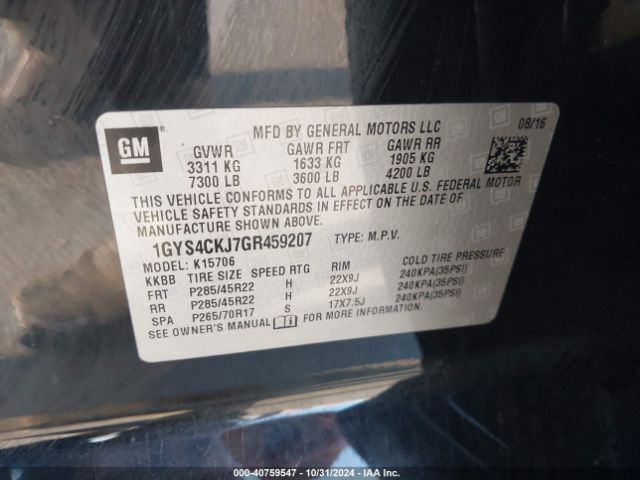 GM
®
MFD BY GENERAL MOTORS LLC 08/16
GVWR GAWR FRT GAWR RR
3311 KG 1633 KG 1905 KG
7300 LB 3600 LB 4200 LB
THIS VEHICLE CONFORMS TO ALL APPLICABLE U.S. FEDERAL MOTOR
VEHICLE SAFETY STANDARDS IN EFFECT ON THE DATE OF
MANUFACTURE SHOWN ABOVE.
1GYS4CKJ7GR459207 TYPE: M.P.V.
MODEL: K15706
KKBB TIRE SIZE SPEED RTG RIM COLD TIRE PRESSURE
FRT P285/45R22 H 22X9J 240KPA(35PSI)
RR P285/45R22 H 22X9J 240KPA(35PSI)
SPA P265/70R17 S 17X7.5J 240KPA(35PSI)
SEE OWNER'S MANUAL FOR MORE INFORMATION.
000-40759547 - 10/31/2024 - IAA Inc.